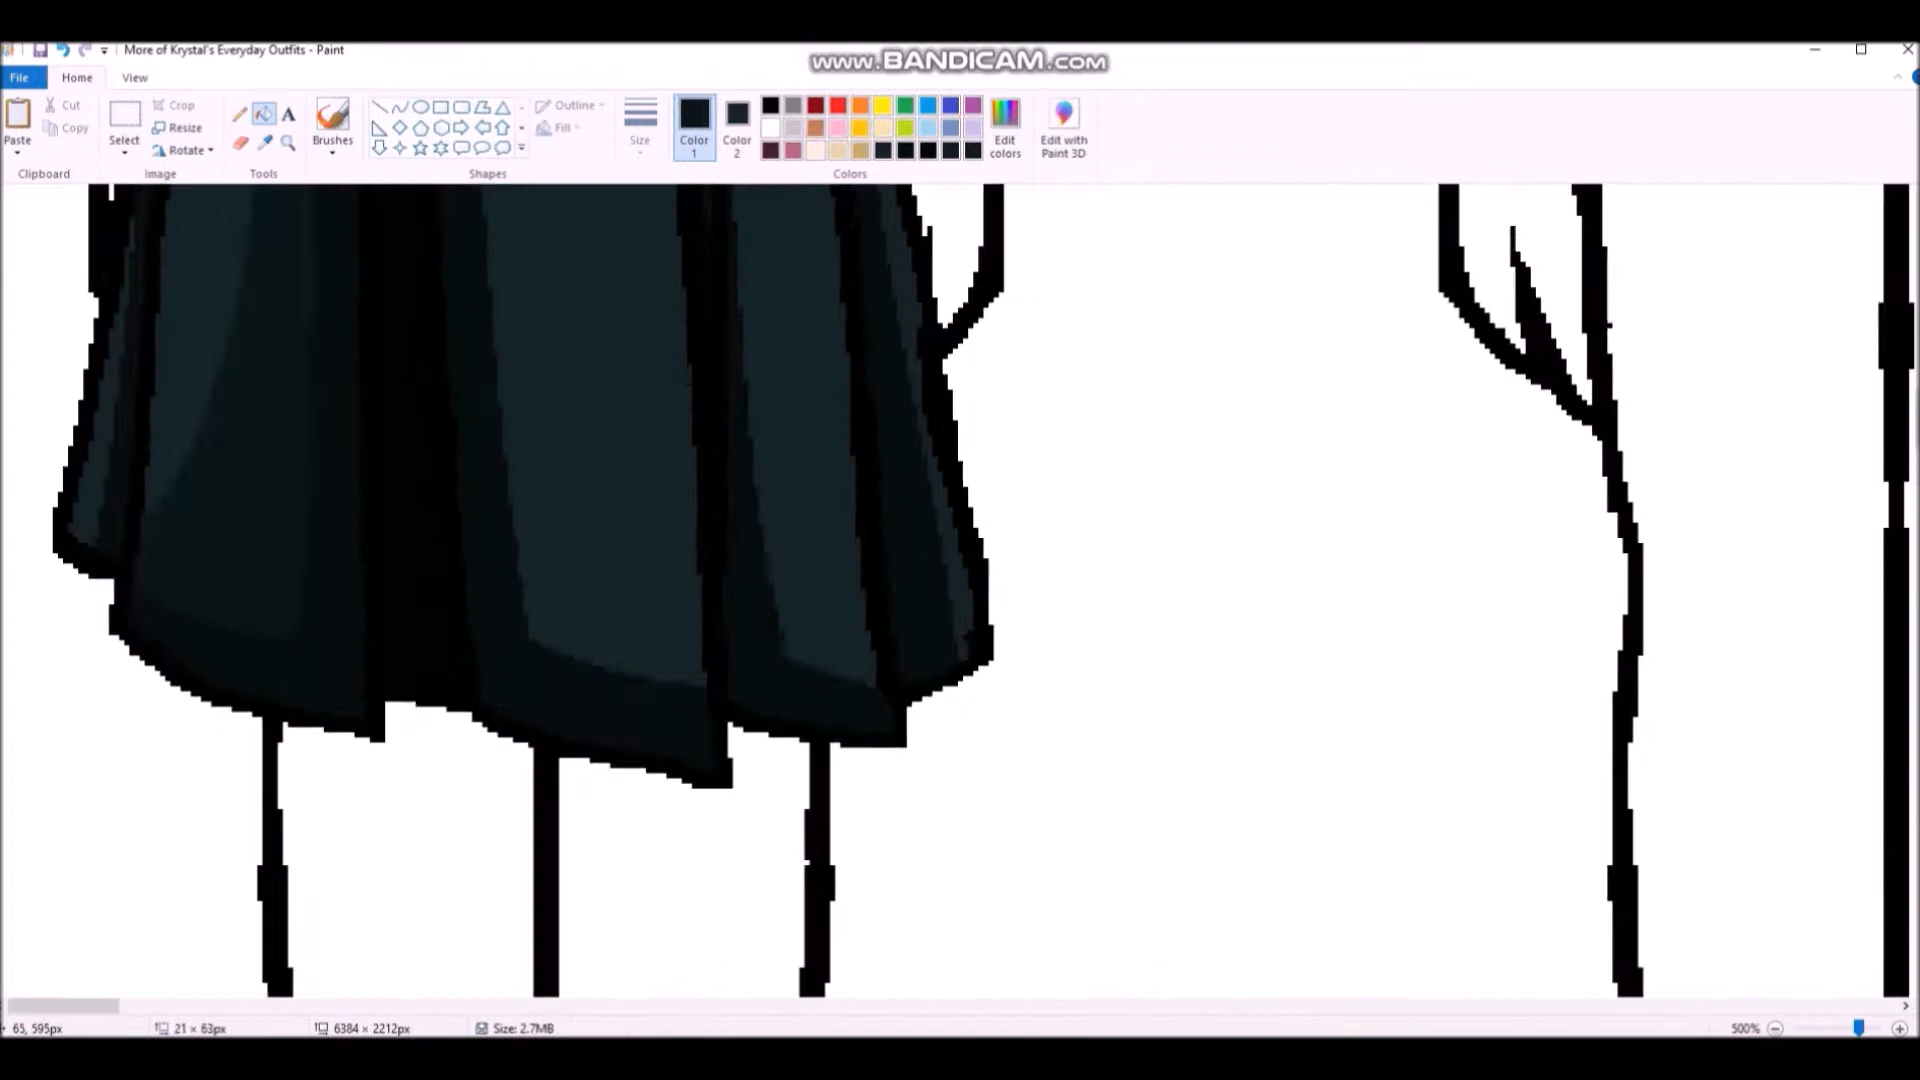 More of Krystal's Everyday Outfits - Paint
www.BANDICAM.com
File Home View
Paste
Cut
Copy
Clipboard
Select
Crop
Resize
Rotate
Image
A
Tools
Brushes
Outline
Fill
Shapes
Size
Color 1
Color 2
Edit colors
Colors
Edit with Paint 3D
65, 595px
21 × 63px
6384 × 2212px
Size: 2.7MB
500%